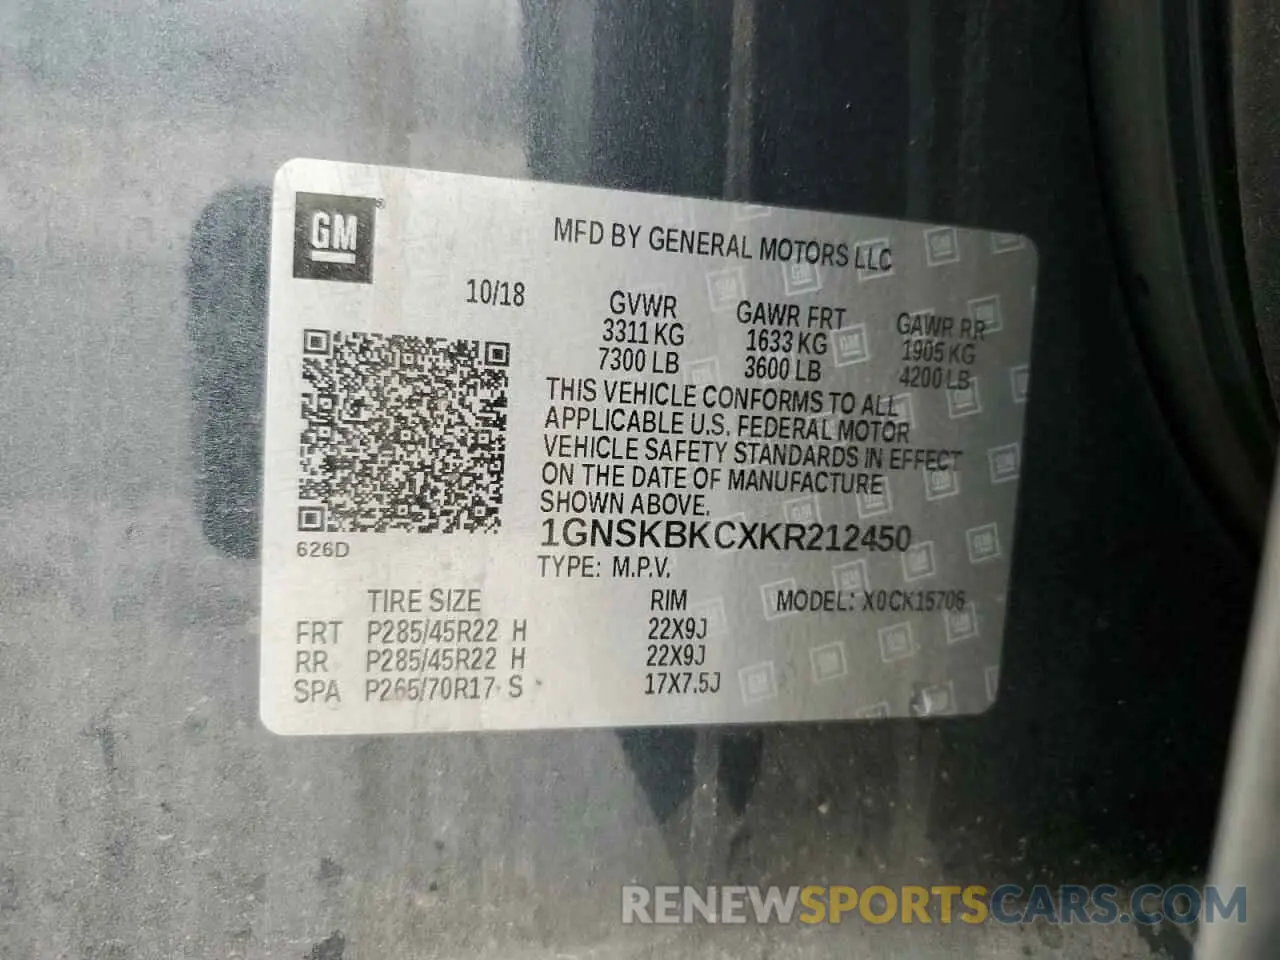 GM
MFD BY GENERAL MOTORS LLC
10/18
GVWR GAWR FRT GAWR RR
3311 KG 1633 KG 1905 KG
7300 LB 3600 LB 4200 LB
THIS VEHICLE CONFORMS TO ALL
APPLICABLE U.S. FEDERAL MOTOR
VEHICLE SAFETY STANDARDS IN EFFECT
ON THE DATE OF MANUFACTURE
SHOWN ABOVE.
626D
1GNSKBKCXKR212450
TYPE: M.P.V.
TIRE SIZE RIM MODEL: X0CK15706
FRT P285/45R22 H 22X9J
RR P285/45R22 H 22X9J
SPA P265/70R17 S 17X7.5J
RENEWSPORTSCARS.COM